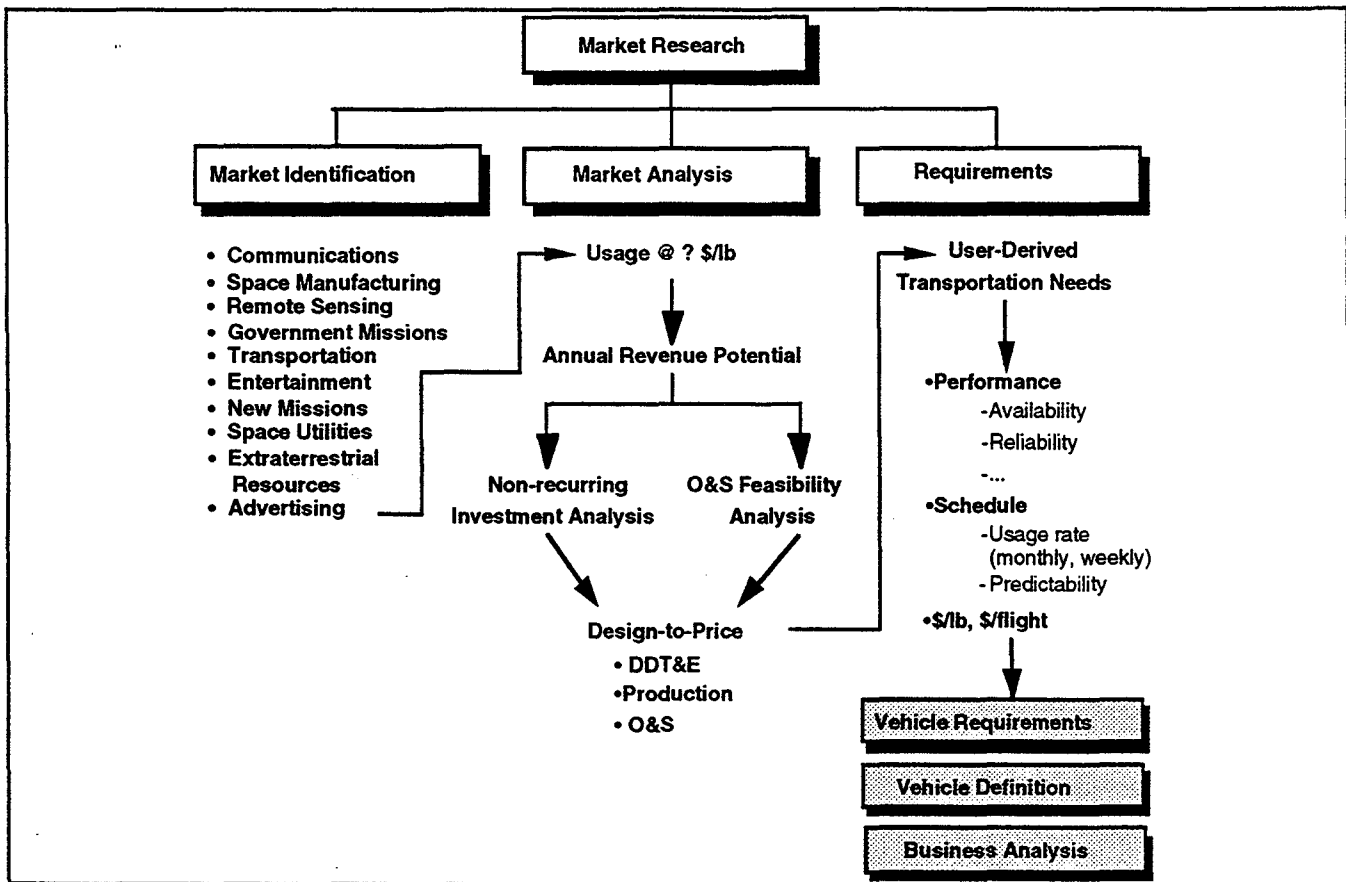 Market Research
Market Identification
Market Analysis
Requirements
• Communications
• Space Manufacturing
• Remote Sensing
• Government Missions
• Transportation
• Entertainment
• New Missions
• Space Utilities
• Extraterrestrial
Resources
• Advertising
Usage @ ? $/lb
Annual Revenue Potential
Non-recurring
Investment Analysis
O&S Feasibility
Analysis
Design-to-Price
• DDT&E
•Production
• O&S
User-Derived
Transportation Needs
•Performance
-Availability
-Reliability
-...
•Schedule
-Usage rate
(monthly, weekly)
- Predictability
•$/lb, $/flight
Vehicle Requirements
Vehicle Definition
Business Analysis